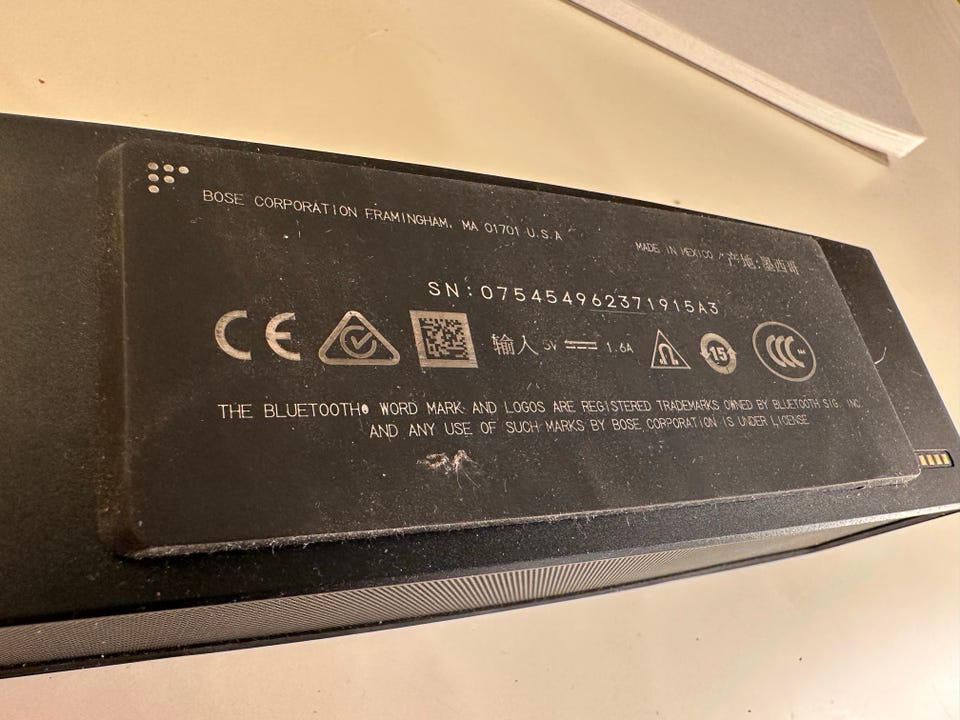 BOSE CORPORATION FRAMINGHAM, MA 01701 U.S.A
MADE IN MEXICO / 产地:墨西哥
SN:075454962371915A3
CE 输入 5V 1.6A 15 CCC
THE BLUETOOTH® WORD MARK AND LOGOS ARE REGISTERED TRADEMARKS OWNED BY BLUETOOTH SIG, INC.
AND ANY USE OF SUCH MARKS BY BOSE CORPORATION IS UNDER LICENSE